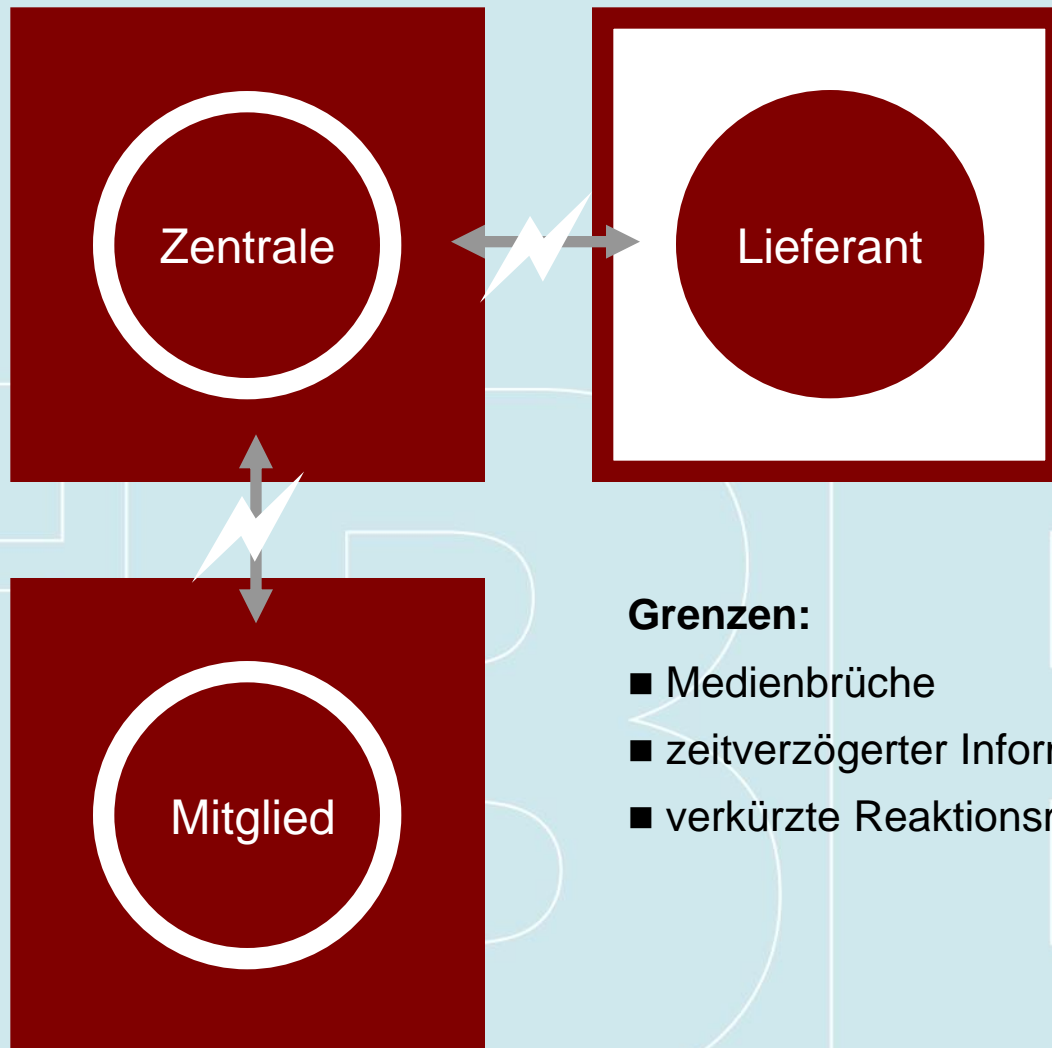 Zentrale
Lieferant
Mitglied
Grenzen:
■ Medienbrüche
■ zeitverzögerter
■ verkürzte